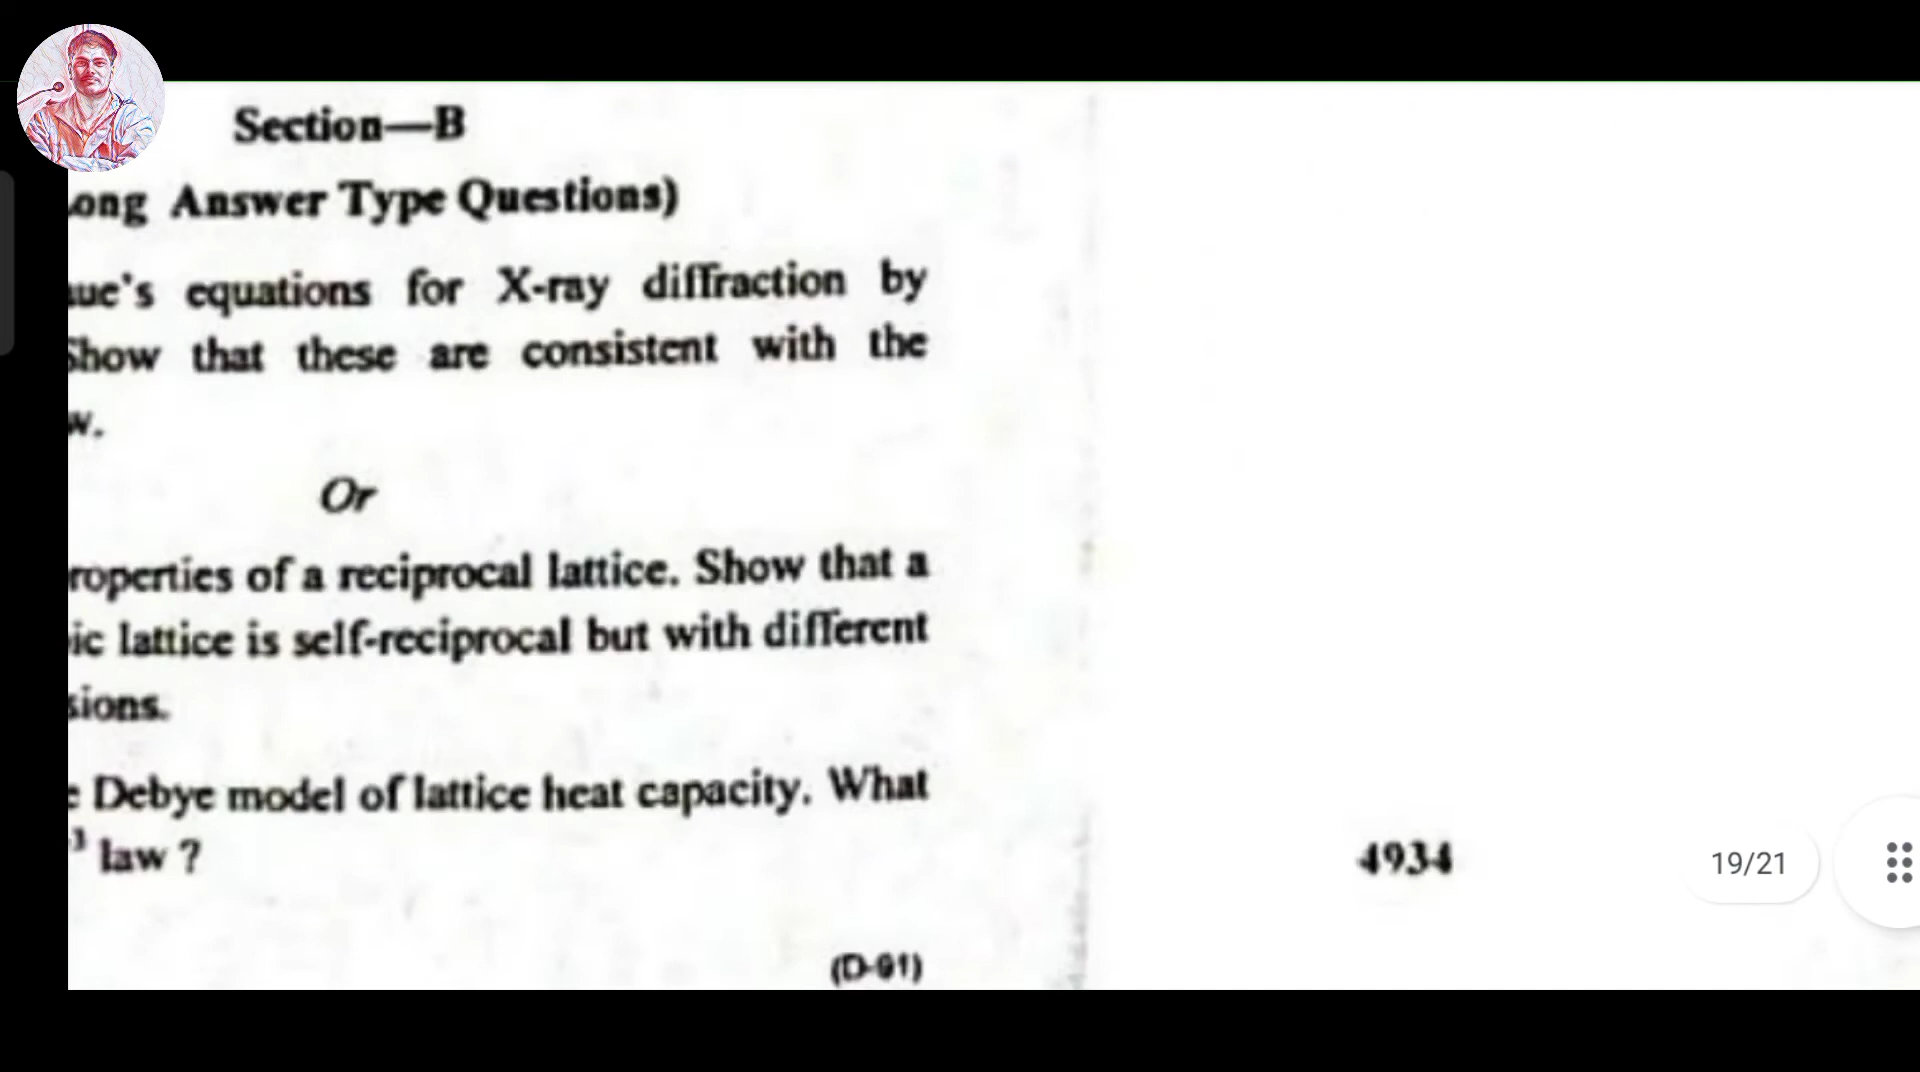 Section—B
ong Answer Type Questions)
ue's equations for X-ray diffraction by
Show that these are consistent with the
w.
Or
roperties of a reciprocal lattice. Show that a
ic lattice is self-reciprocal but with different
sions.
e Debye model of lattice heat capacity. What
3 law ?
4934
19/21
(D-91)